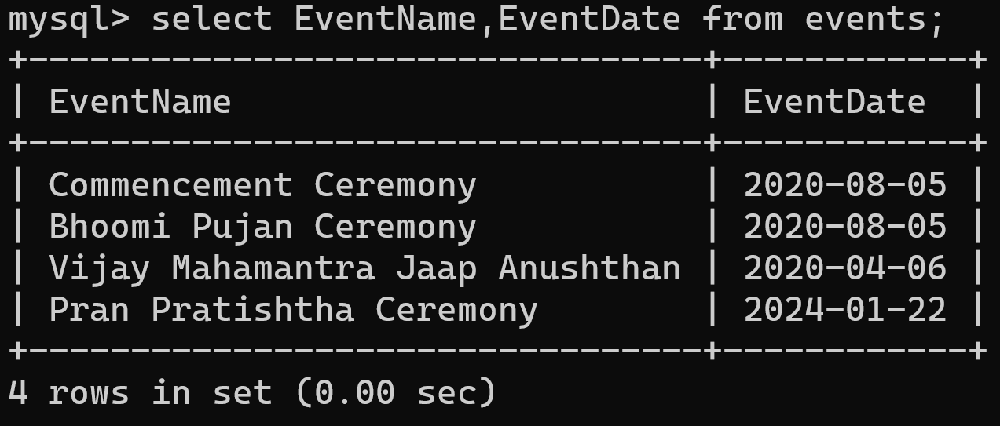 mysql> select EventName,EventDate from events;
+---------------------------------+------------+
| EventName                       | EventDate  |
+---------------------------------+------------+
| Commencement Ceremony           | 2020-08-05 |
| Bhoomi Pujan Ceremony           | 2020-08-05 |
| Vijay Mahamantra Jaap Anushthan | 2020-04-06 |
| Pran Pratishtha Ceremony        | 2024-01-22 |
+---------------------------------+------------+
4 rows in set (0.00 sec)